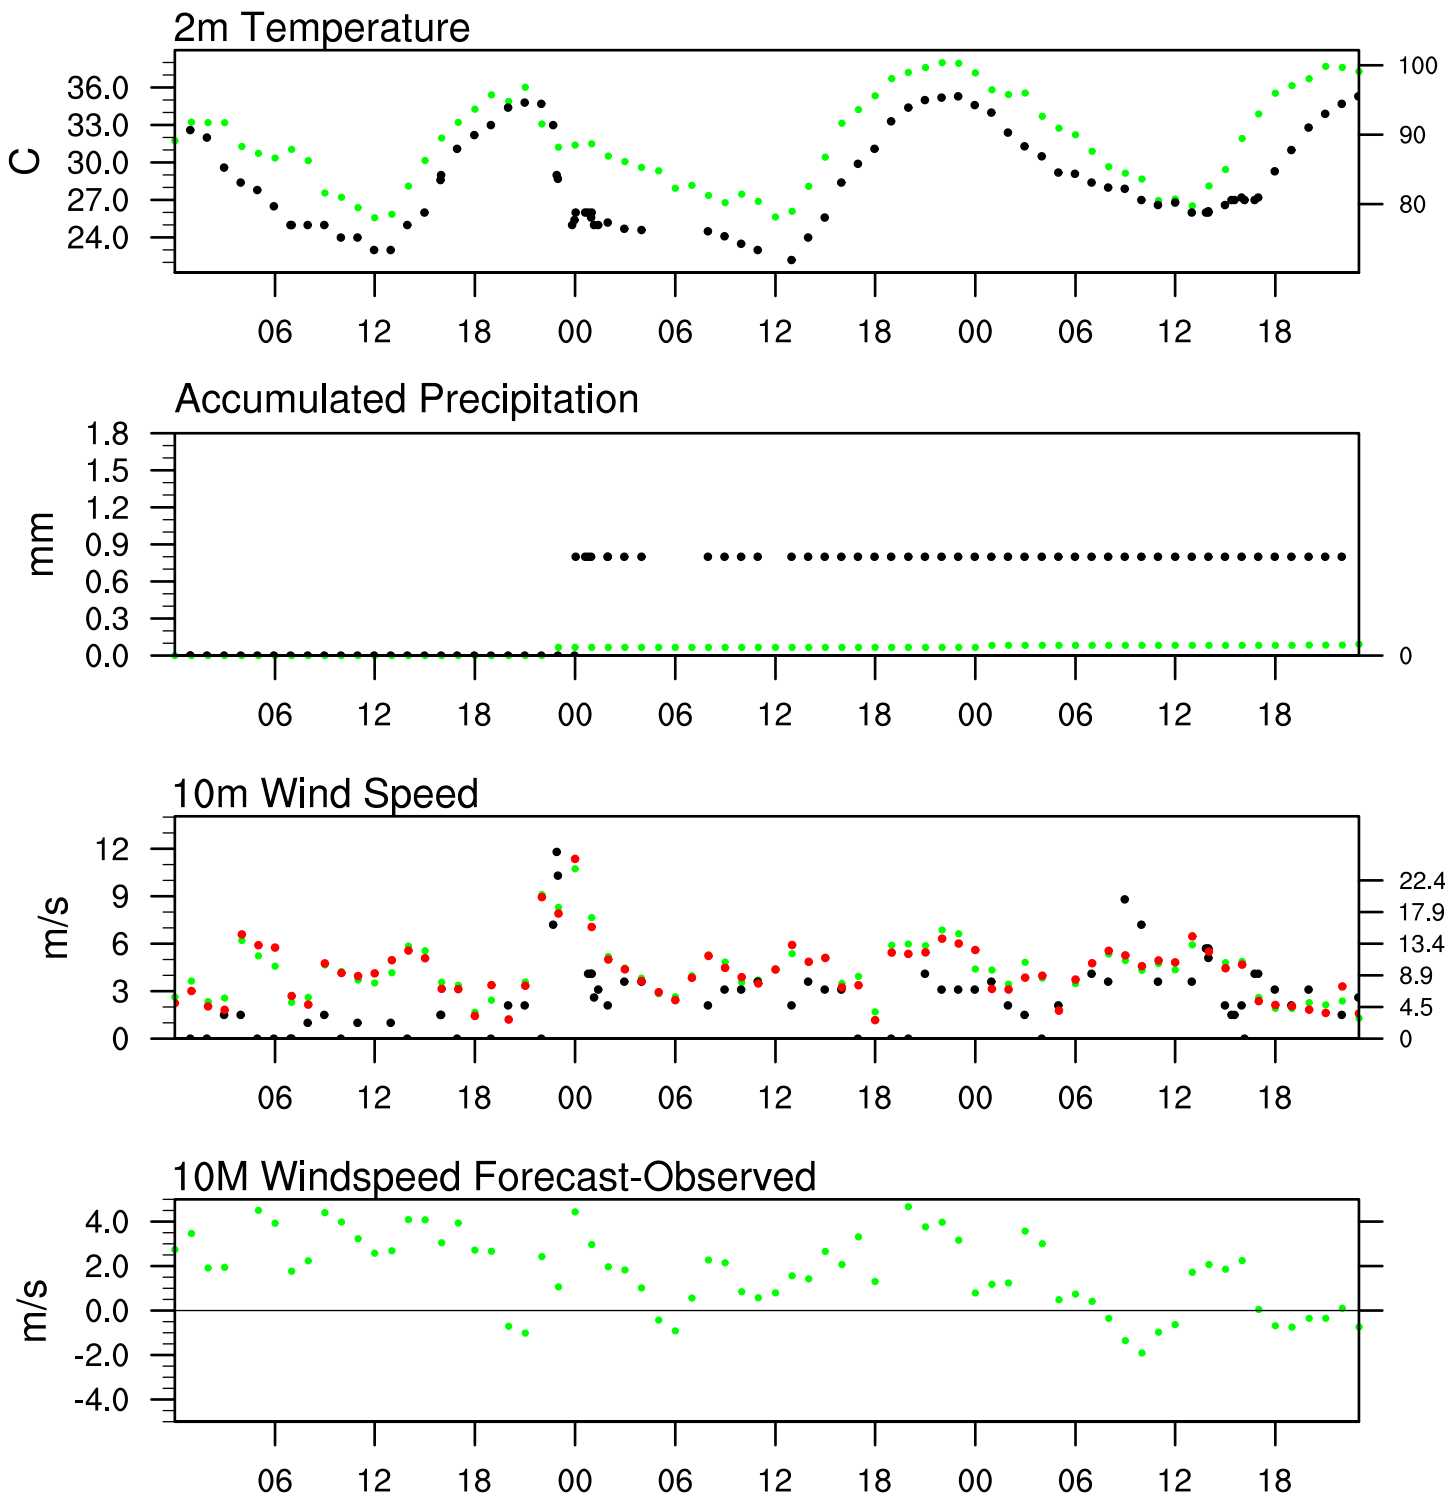 2m Temperature
36.0
33.0
30.0
27.0
24.0
C
100
90
80
06 12 18 00 06 12 18 00 06 12 18
Accumulated Precipitation
1.8
1.5
1.2
0.9
0.6
0.3
0.0
mm
0
06 12 18 00 06 12 18 00 06 12 18
10m Wind Speed
12
9
6
3
0
m/s
22.4
17.9
13.4
8.9
4.5
0
06 12 18 00 06 12 18 00 06 12 18
10M Windspeed Forecast-Observed
4.0
2.0
0.0
-2.0
-4.0
m/s
06 12 18 00 06 12 18 00 06 12 18